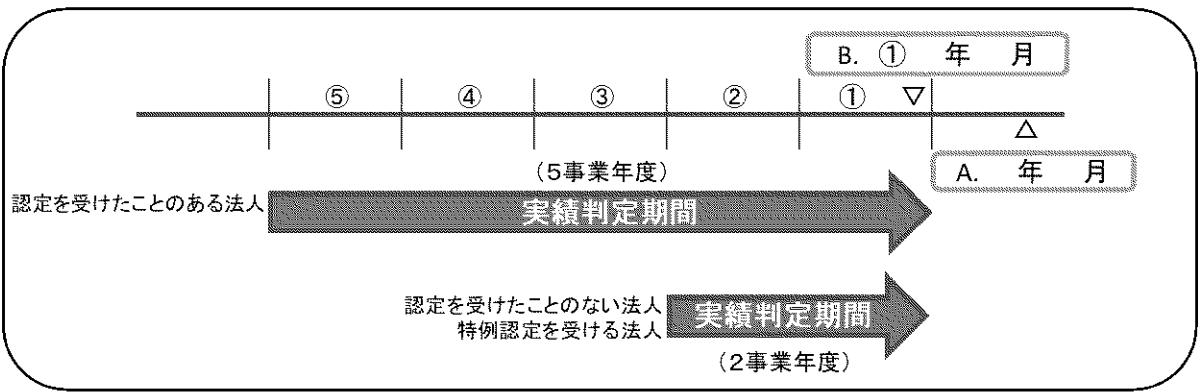 B. ① 年 月
⑤ ④ ③ ② ① ▽
△
(5事業年度)
A. 年 月
認定を受けたことのある法人
実績判定期間
認定を受けたことのない法人
特例認定を受ける法人
実績判定期間
(2事業年度)